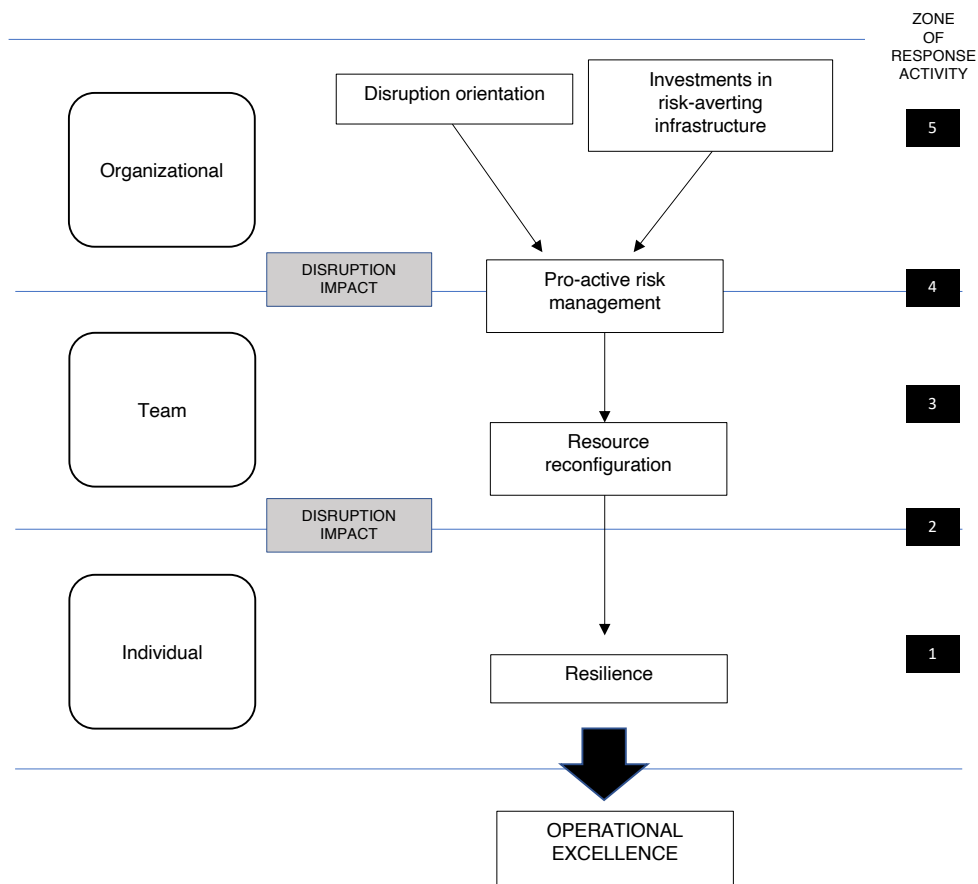 ZONE
OF
RESPONSE
ACTIVITY
Disruption orientation
Investments in
risk-averting
infrastructure
5
Organizational
DISRUPTION
IMPACT
Pro-active risk
management
4
Team
3
Resource
reconfiguration
DISRUPTION
IMPACT
2
Individual
1
Resilience
OPERATIONAL
EXCELLENCE